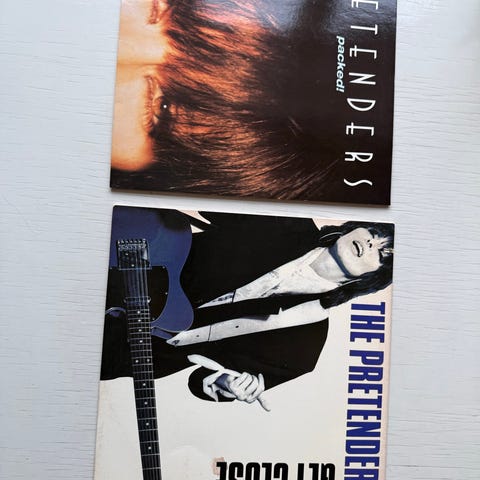 ETENDERS
packed!
THE PRETENDER
GET CLOSE